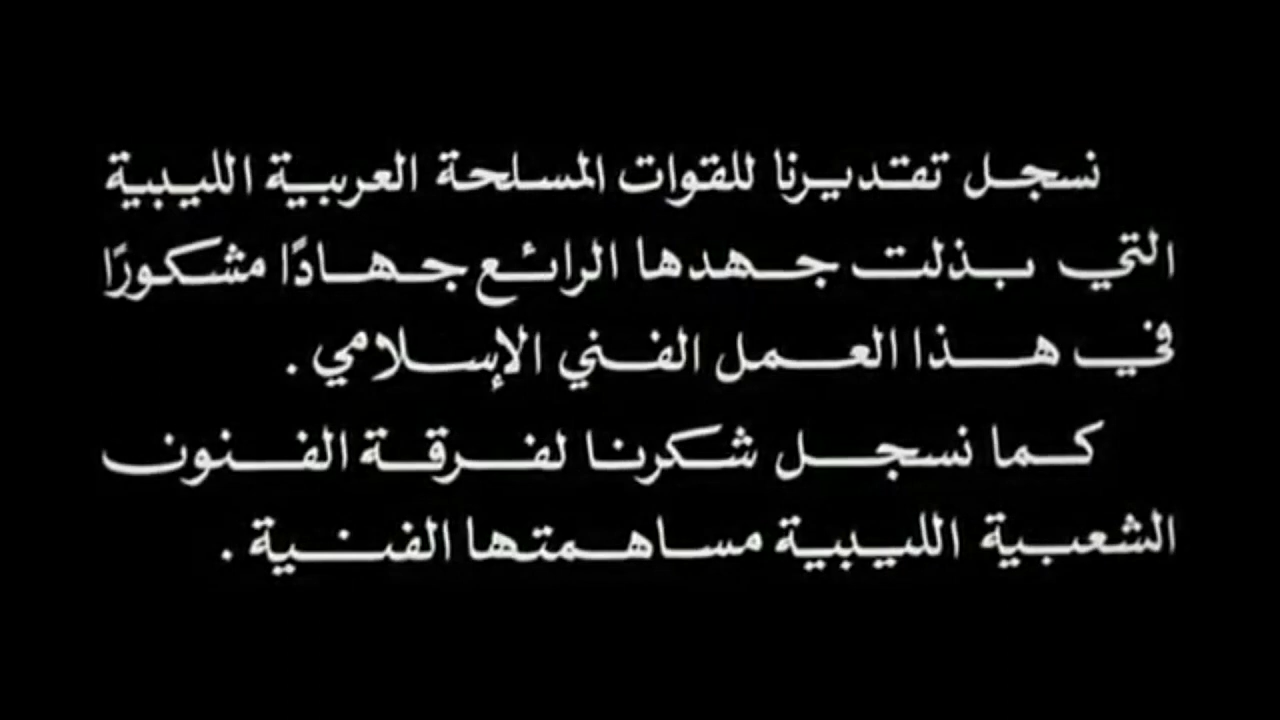 نسجل تقديرنا للقوات المسلحة العربية الليبية
التي بذلت جهدها الرائع جهادًا مشكورًا
في هذا العمل الفني الإسلامي .
كما نسجل شكرنا لفرقة الفنون
الشعبية الليبية مساهمتها الفنية .